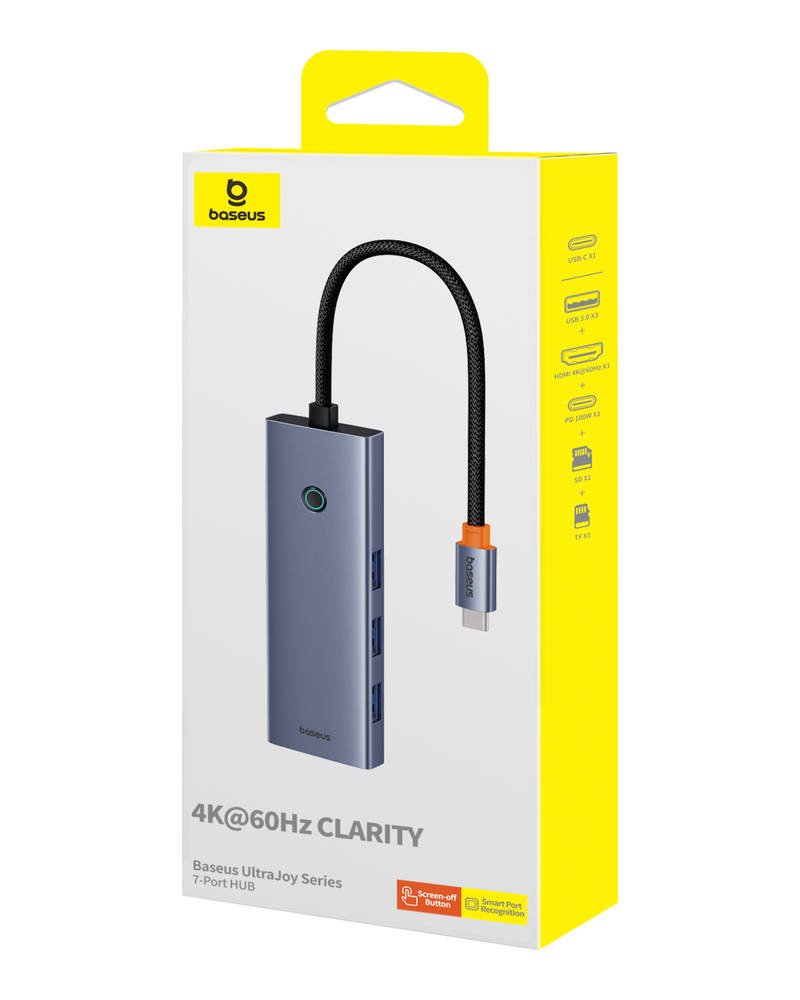 baseus
USB-C X1
USB 3.0 X3
+
HDMI 4K@60Hz X1
+
PD 100W X1
+
SD X1
+
TF X1
baseus
baseus
4K@60Hz CLARITY
Baseus UltraJoy Series
7-Port HUB
Screen-off
Button
Smart Port
Recognition